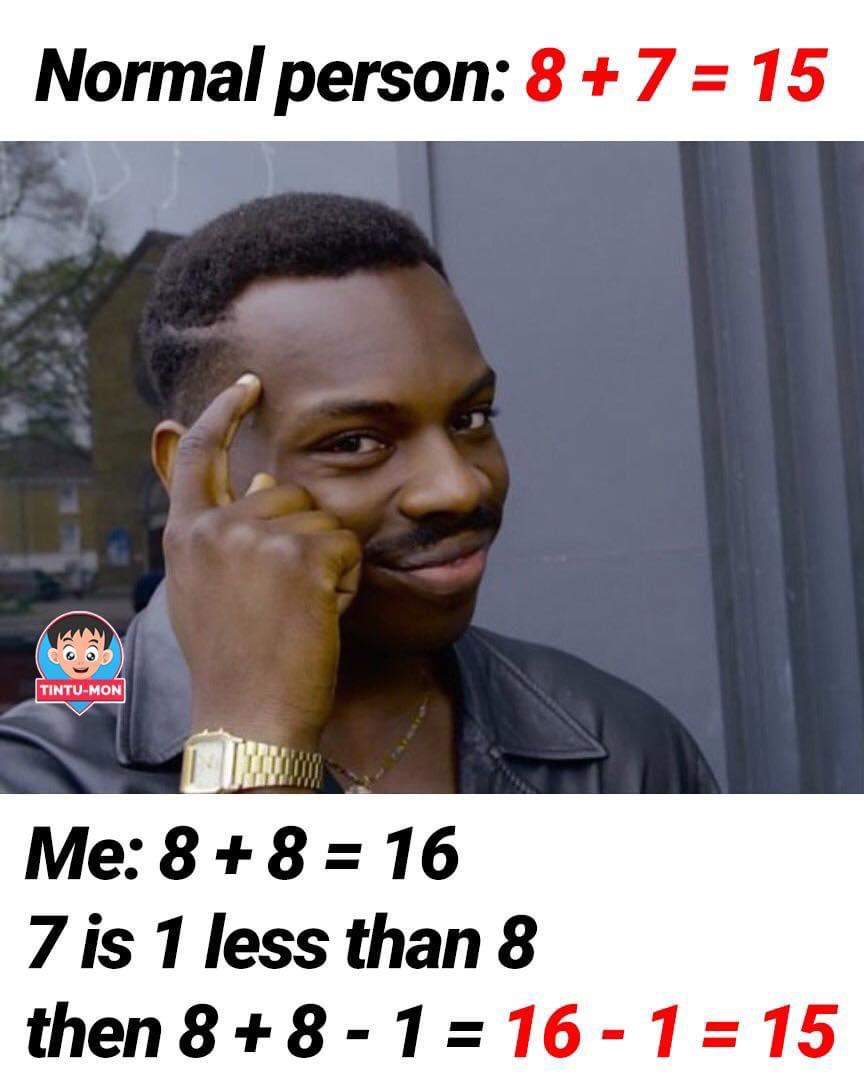 Normal person: 8 + 7 = 15
TINTU-MON
Me: 8 + 8 = 16
7 is 1 less than 8
then 8 + 8 - 1 = 16 - 1 = 15